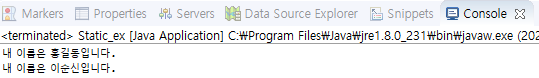 Markers Properties Servers Data Source Explorer Snippets Console
<terminated> Static_ex [Java Application] C:₩Program Files₩Java₩jre1.8.0_231₩bin₩javaw.exe (202
내 이름은 홍길동입니다.
내 이름은 이순신입니다.